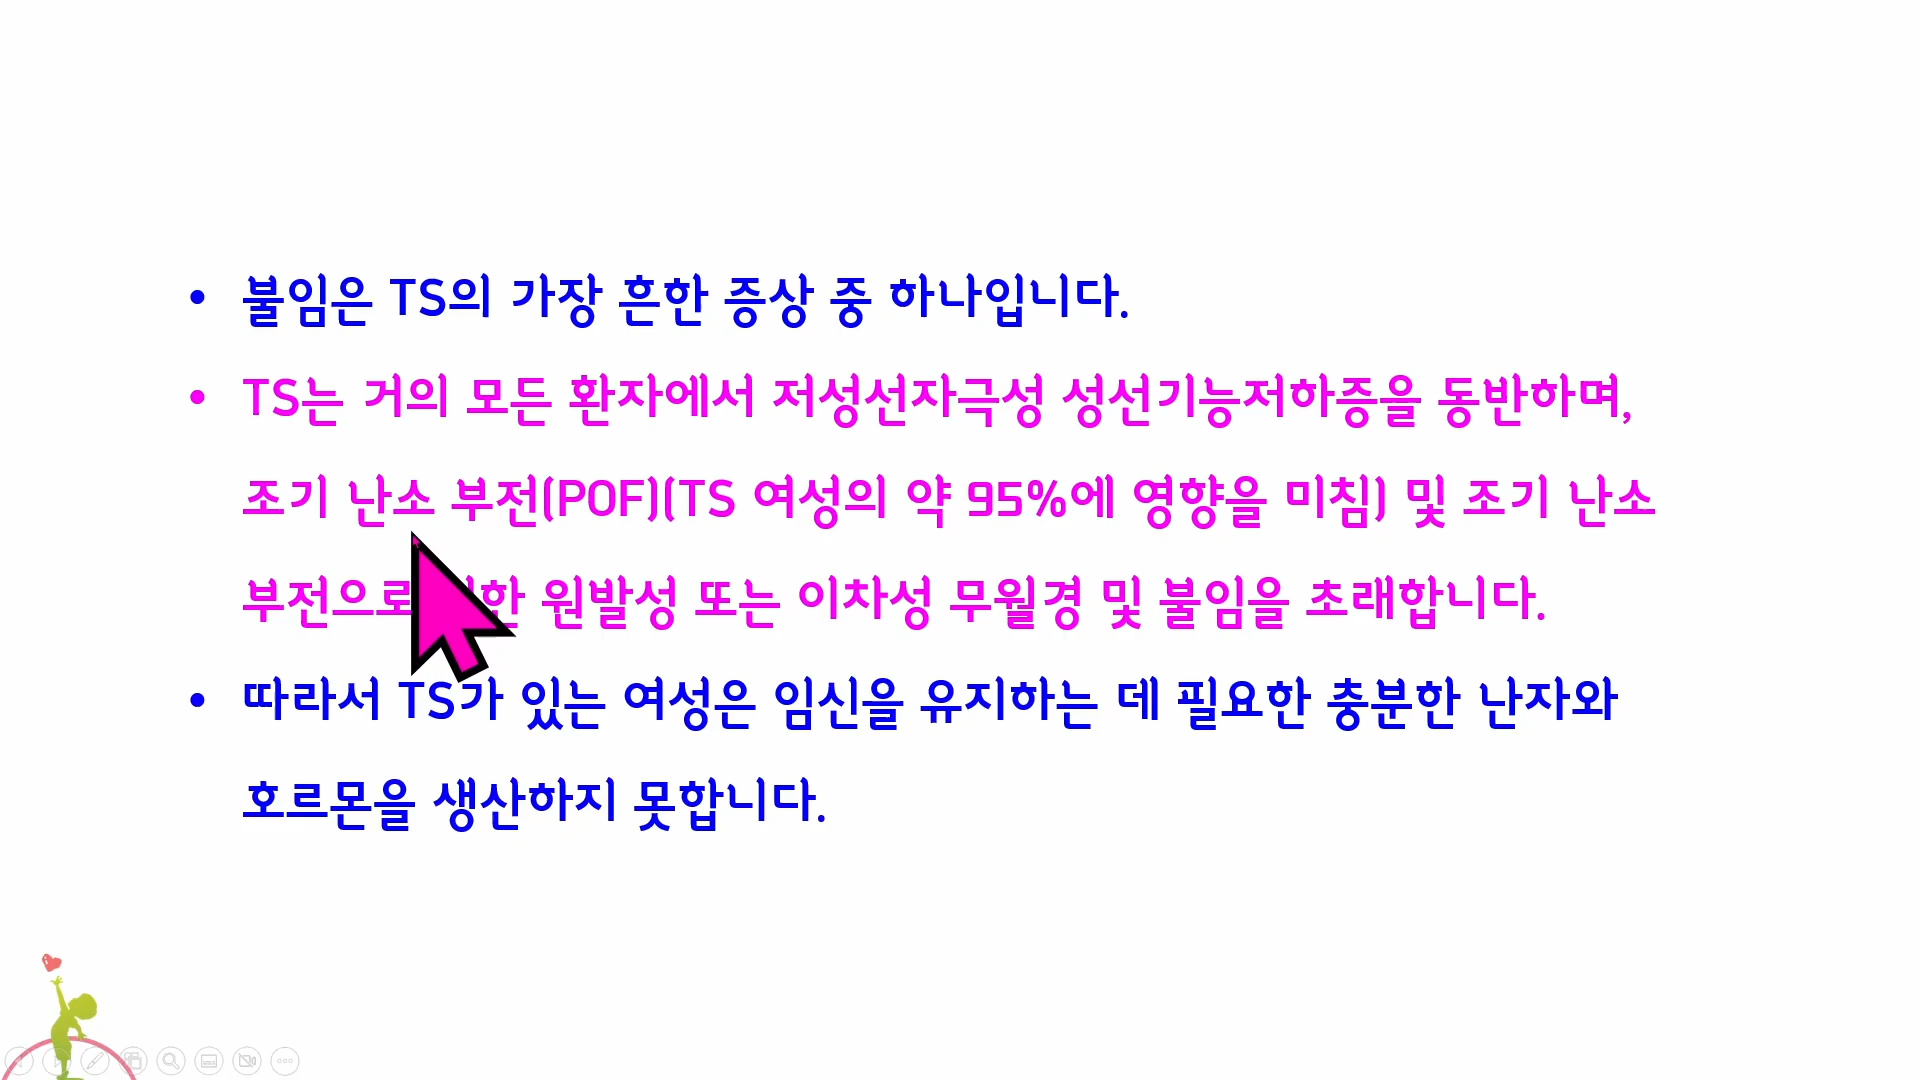 • 불임은 TS의 가장 흔한 증상 중 하나입니다.
• TS는 거의 모든 환자에서 저성선자극성 성선기능저하증을 동반하며,
조기 난소 부전(POF)(TS 여성의 약 95%에 영향을 미침) 및 조기 난소
부전으로 원발성 또는 이차성 무월경 및 불임을 초래합니다.
• 따라서 TS가 있는 여성은 임신을 유지하는 데 필요한 충분한 난자와
호르몬을 생산하지 못합니다.